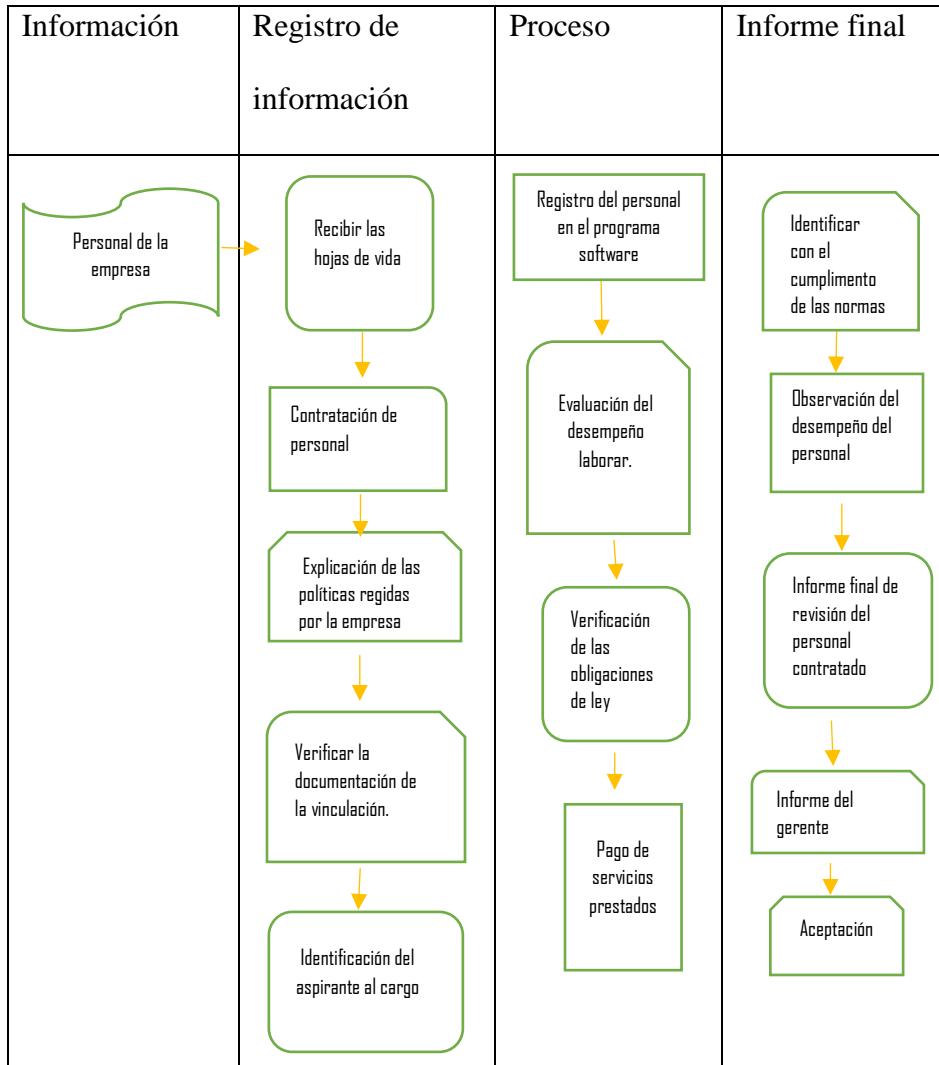 Información
Registro de
información
Proceso
Informe final
Personal de la
empresa
Recibir las
hojas de vida
Contratación de
personal
Explicación de las
políticas regidas
por la empresa
Verificar la
documentación de
la vinculación.
Identificación del
aspirante al cargo
Registro del personal
en el programa
software
Evaluación del
desempeño
laborar.
Verificación
de las
obligaciones
de ley
Pago de
servicios
prestados
Identificar
con el
cumplimento
de las normas
Observación del
desempeño del
personal
Informe final de
revisión del
personal
contratado
Informe del
gerente
Aceptación